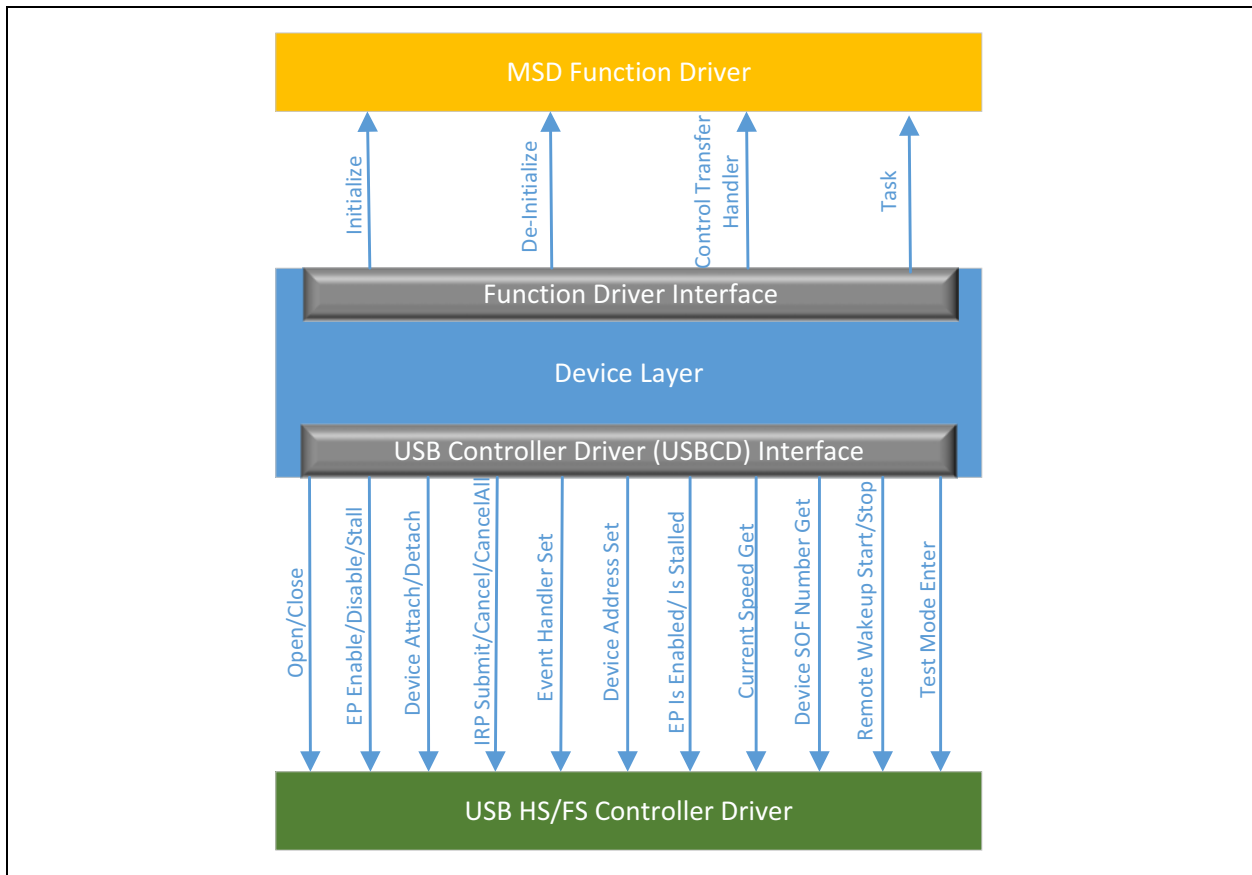 MSD Function Driver
Initialize
De-Initialize
Control Transfer
Handler
Task
Function Driver Interface
Device Layer
USB Controller Driver (USBCD) Interface
Open/Close
EP Enable/Disable/Stall
Device Attach/Detach
IRP Submit/Cancel/CancelAll
Event Handler Set
Device Address Set
EP Is Enabled/ Is Stalled
Current Speed Get
Device SOF Number Get
Remote Wakeup Start/Stop
Test Mode Enter
USB HS/FS Controller Driver